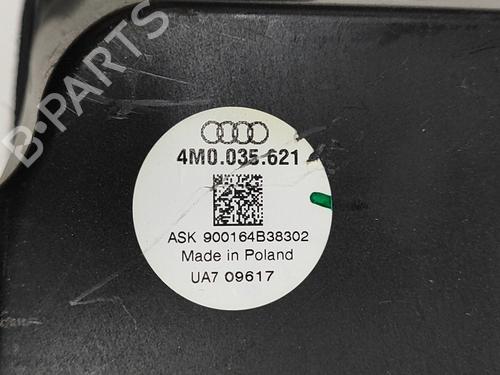 B-PARTS
4M0.035.621
ASK 900164B38302
Made in Poland
UA7 09617